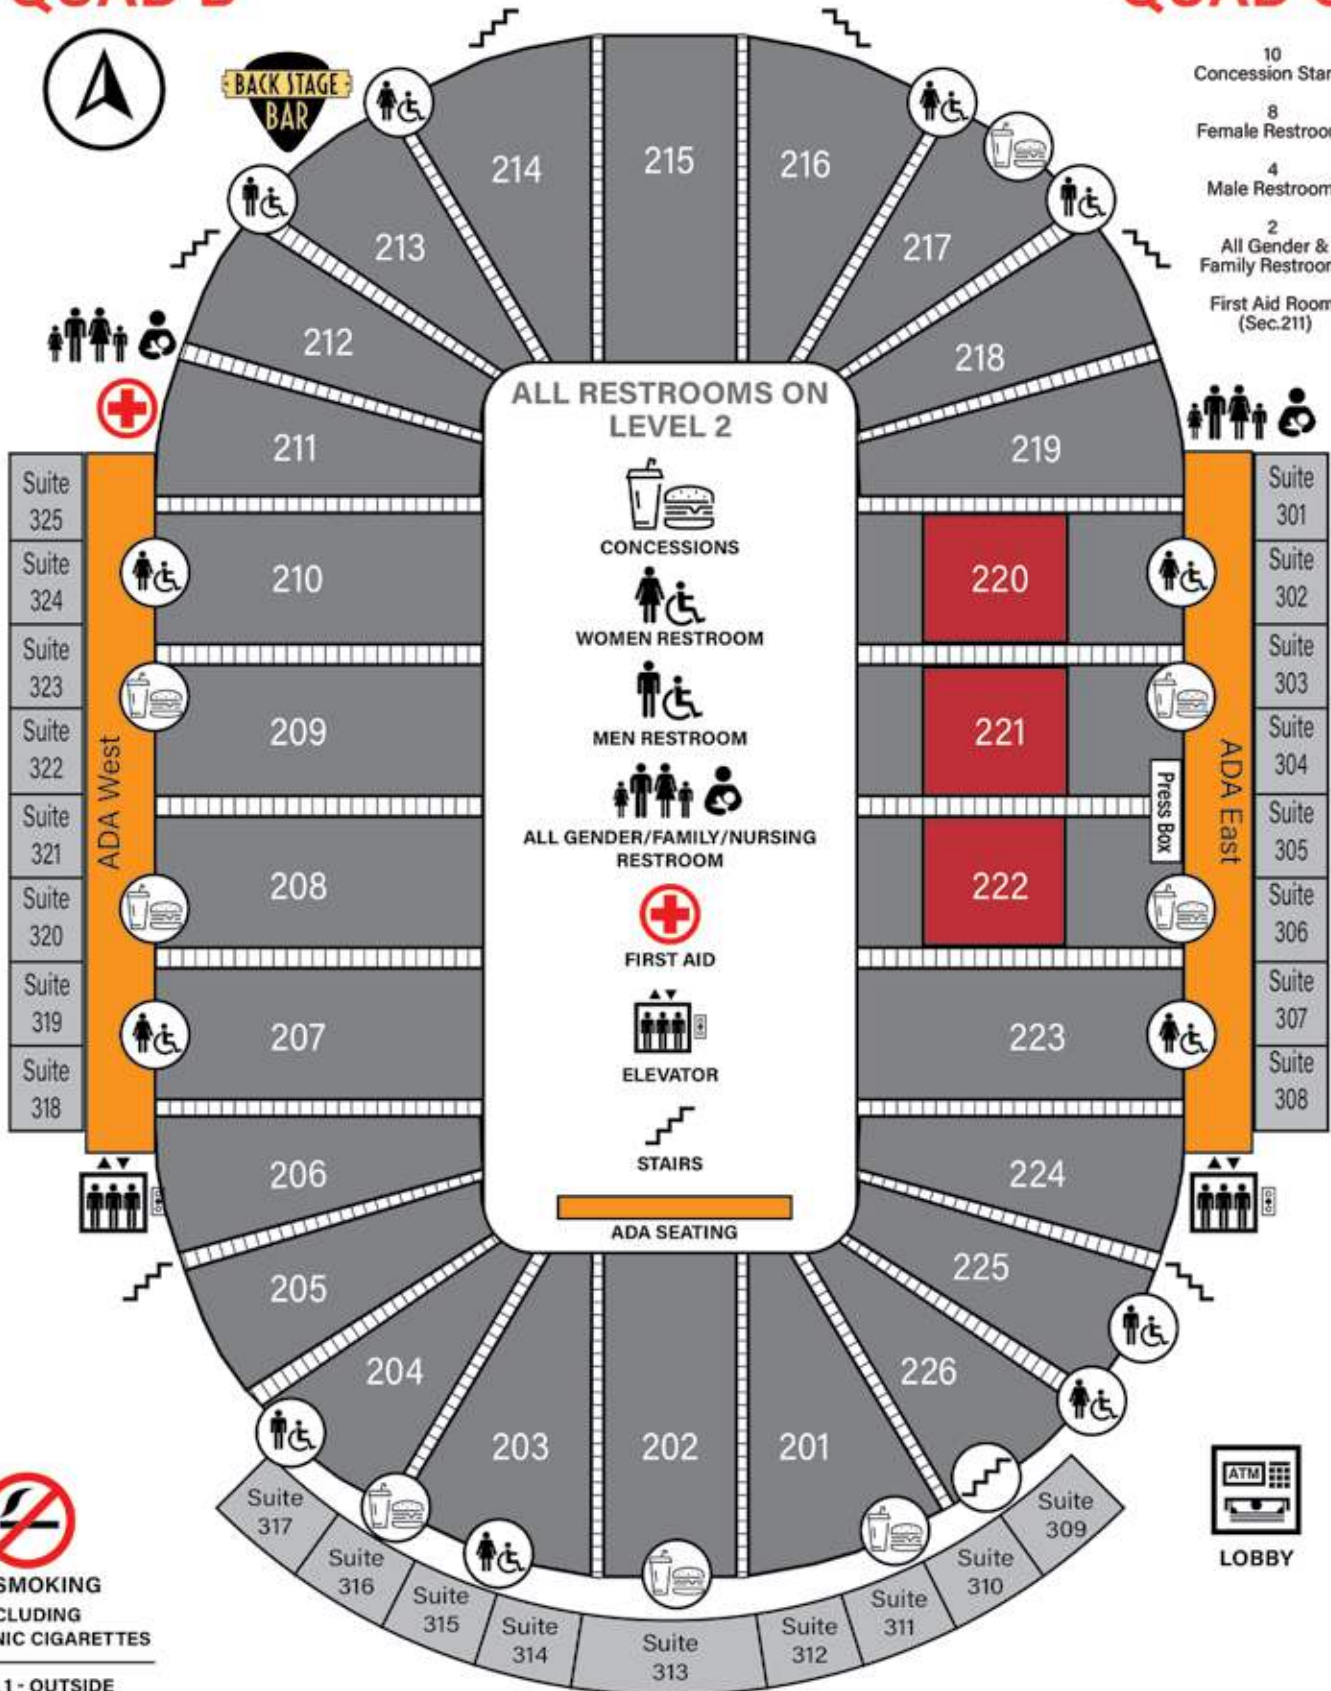 QUAD B
QUAD
BACK STAGE
BAR
10
Concession Stan
8
Female Restroom
4
Male Restroom
2
All Gender &
Family Restroom
First Aid Room
(Sec.211)
214
215
216
213
217
212
218
211
219
210
220
209
221
208
222
207
223
206
224
205
225
204
226
203
202
201
ALL RESTROOMS ON
LEVEL 2
CONCESSIONS
WOMEN RESTROOM
MEN RESTROOM
ALL GENDER/FAMILY/NURSING
RESTROOM
FIRST AID
ELEVATOR
STAIRS
ADA SEATING
Suite
325
Suite
324
Suite
323
Suite
322
Suite
321
Suite
320
Suite
319
Suite
318
ADA West
Press Box
ADA East
Suite
301
Suite
302
Suite
303
Suite
304
Suite
305
Suite
306
Suite
307
Suite
308
Suite
317
Suite
316
Suite
315
Suite
314
Suite
313
Suite
312
Suite
311
Suite
310
Suite
309
ATM
LOBBY
SMOKING
CLUDING
NIC CIGARETTES
1 - OUTSIDE